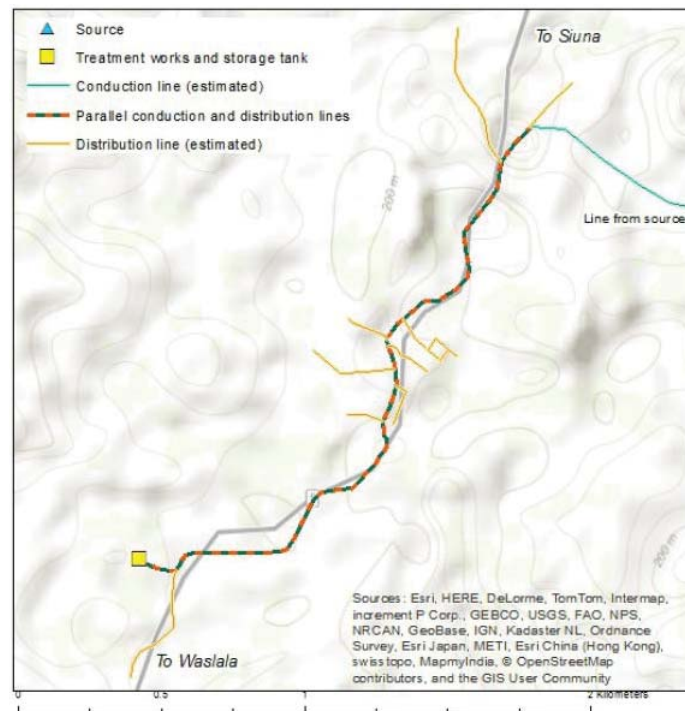 Source
Treatment works and storage tank
Conduction line (estimated)
Parallel conduction and distribution lines
Distribution line (estimated)
To Siuna
200 m
Line from source
200 m
To Waslala
Sources: Esri, HERE, DeLorme, TomTom, Intermap,
increment P Corp., GEBCO, USGS, FAO, NPS,
NRCAN, GeoBase, IGN, Kadaster NL, Ordnance
Survey, Esri Japan, METI, Esri China (Hong Kong),
swisstopo, MapmyIndia, © OpenStreetMap
contributors, and the GIS User Community
0 0.5 1 2 Kilometers